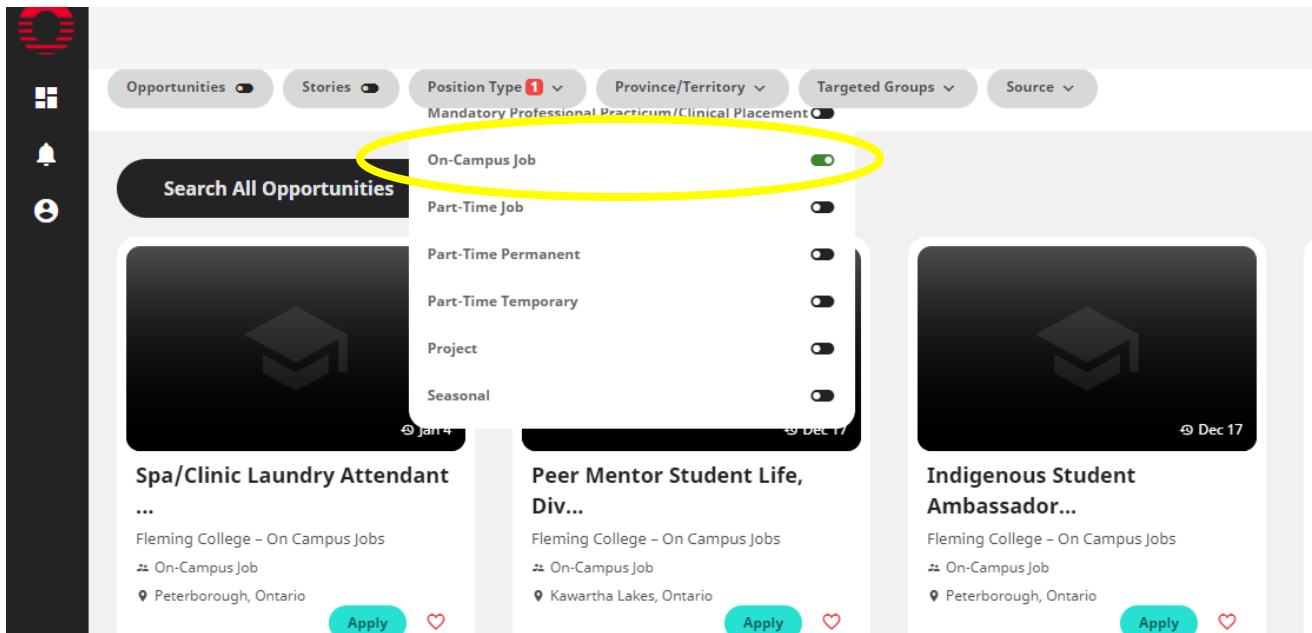 Opportunities Stories Position Type 1 Province/Territory Targeted Groups Source
Mandatory Professional Practicum/Clinical Placement
On-Campus Job
Search All Opportunities
Part-Time Job
Part-Time Permanent
Part-Time Temporary
Project
Seasonal
Jan 4
Dec 17
Dec 17
Spa/Clinic Laundry Attendant
...
Fleming College – On Campus Jobs
On-Campus Job
Peterborough, Ontario
Apply
Peer Mentor Student Life,
Div...
Fleming College – On Campus Jobs
On-Campus Job
Kawartha Lakes, Ontario
Apply
Indigenous Student
Ambassador...
Fleming College – On Campus Jobs
On-Campus Job
Peterborough, Ontario
Apply